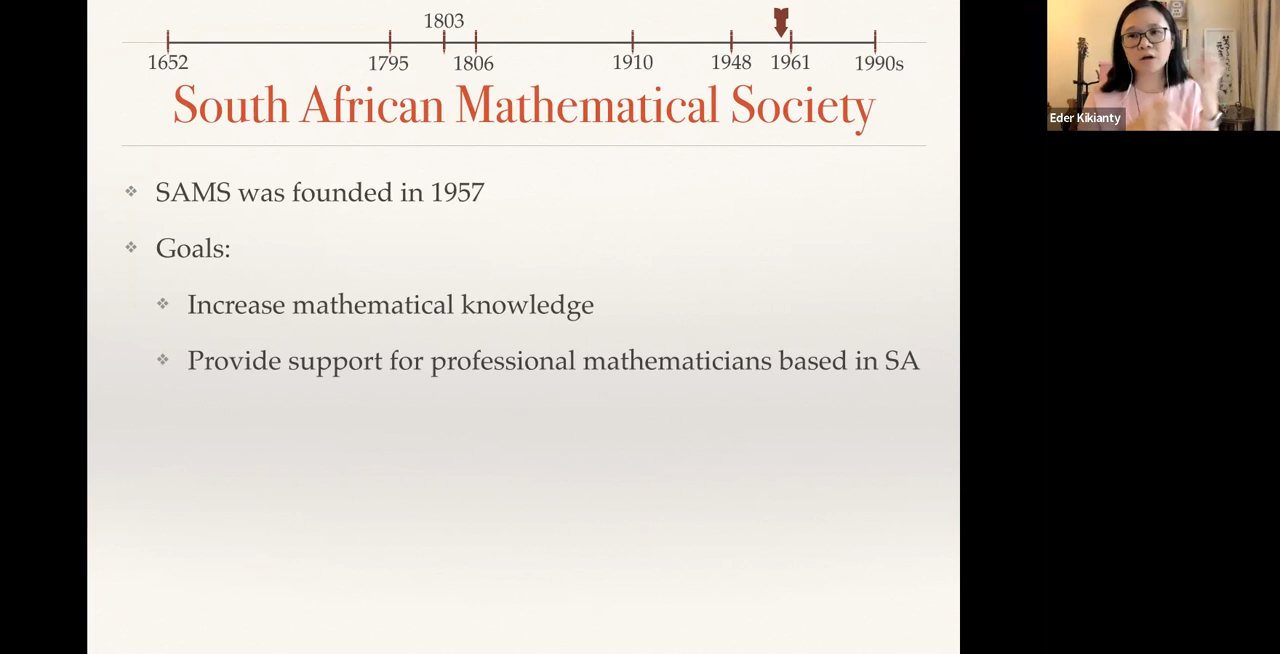 1803
1652 1795 1806 1910 1948 1961 1990s
South African Mathematical Society
SAMS was founded in 1957
Goals:
Increase mathematical knowledge
Provide support for professional mathematicians based in SA
Eder Kikianty